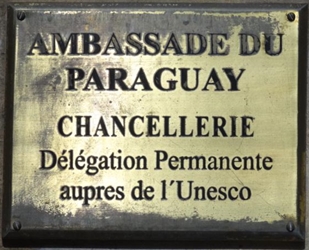 AMBASSADE DU
PARAGUAY
CHANCELLERIE
Délégation Permanente
aupres de l´Unesco